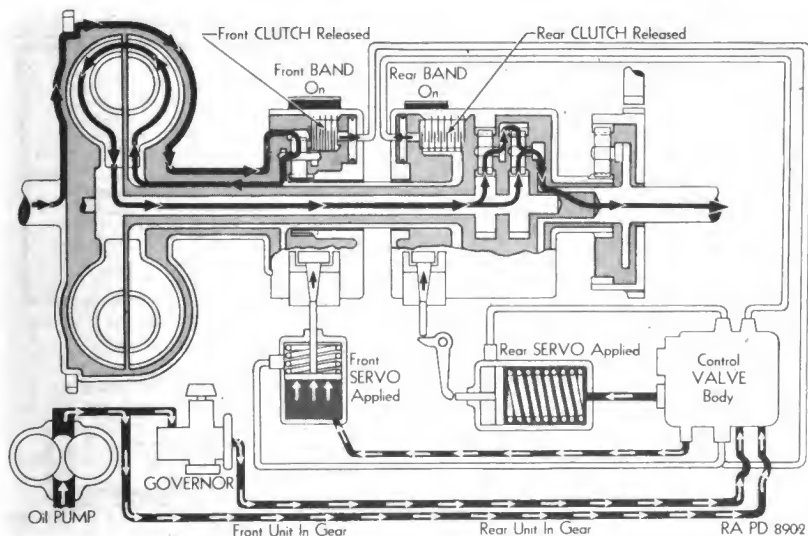 Front CLUTCH Released
Rear CLUTCH Released
Front BAND
On
Rear BAND
On
Front
SERVO
Applied
Rear SERVO Applied
Control
VALVE
Body
GOVERNOR
Oil PUMP
Front Unit In Gear
Rear Unit In Gear
RA PD 8902